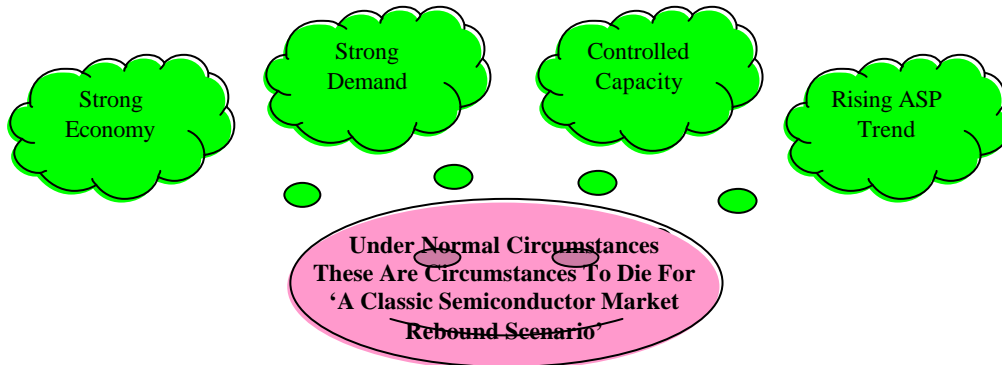 Strong
Economy
Strong
Demand
Controlled
Capacity
Rising ASP
Trend
Under Normal Circumstances
These Are Circumstances To Die For
‘A Classic Semiconductor Market
Rebound Scenario’